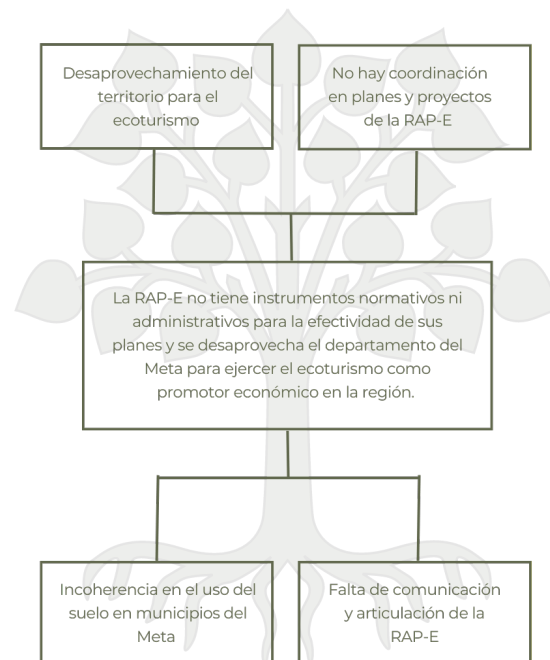 Desaprovechamiento del
territorio para el
ecoturismo
No hay coordinación
en planes y proyectos
de la RAP-E
La RAP-E no tiene instrumentos normativos ni
administrativos para la efectividad de sus
planes y se desaprovecha el departamento del
Meta para ejercer el ecoturismo como
promotor económico en la región.
Incoherencia en el uso del
suelo en municipios del
Meta
Falta de comunicación
y articulación de la
RAP-E